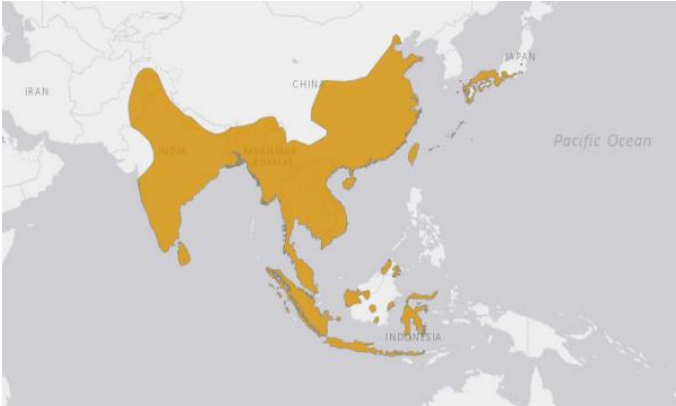 JAPAN
CHINA
IRAN
Pacific Ocean
INDIA
MYANMAR
BURMA
INDONESIA